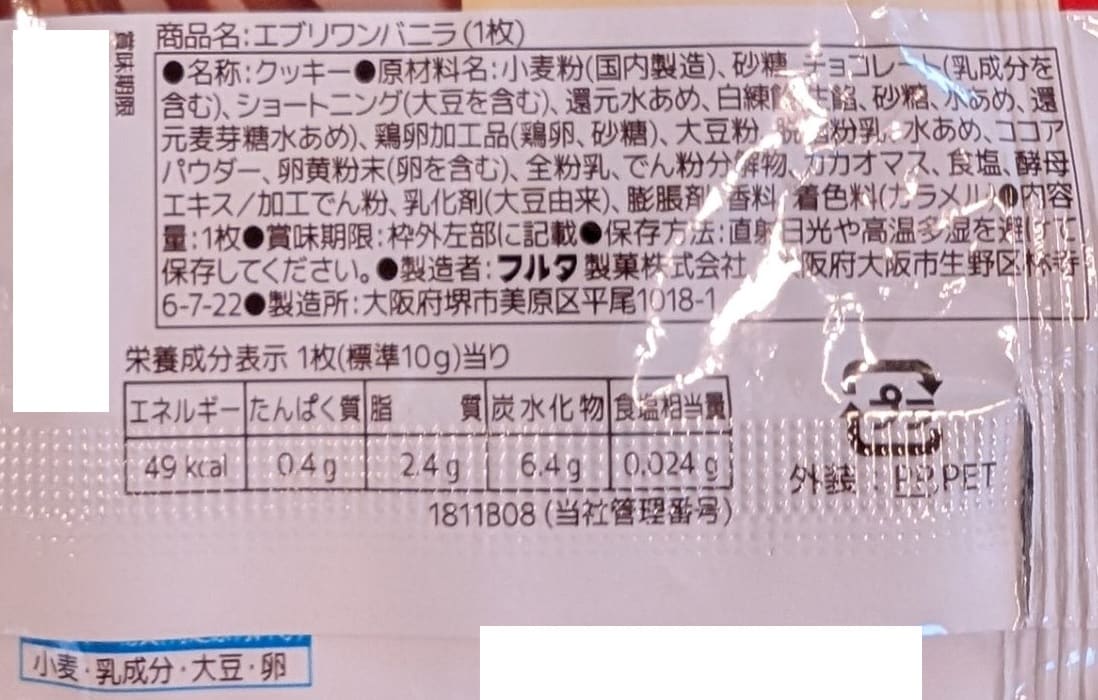 賞味期限
商品名:エブリワンバニラ(1枚)
●名称:クッキー●原材料名:小麦粉(国内製造)、砂糖、チョコレート(乳成分を
含む)、ショートニング(大豆を含む)、還元水あめ、白練 生餡、砂糖、水あめ、還
元麦芽糖水あめ)、鶏卵加工品(鶏卵、砂糖)、大豆粉、脱 粉乳、水あめ、ココア
パウダー、卵黄粉末(卵を含む)、全粉乳、でん粉分解物、カカオマス、食塩、酵母
エキス/加工でん粉、乳化剤(大豆由来)、膨脹剤、香料、着色料(カラメル)●内容
量:1枚●賞味期限:枠外左部に記載●保存方法:直射日光や高温多湿を避けて
保存してください。●製造者:フルタ製菓株式会社 阪府大阪市生野区林寺
6-7-22●製造所:大阪府堺市美原区平尾1018-1
栄養成分表示 1枚(標準10g)当り
エネルギー たんぱく質 脂質 炭水化物 食塩相当量
49 kcal 0.4g 2.4g 6.4g 0.024g
1811B08 (当社管理番号)
プラ
外装:PP,PET
小麦・乳成分・大豆・卵